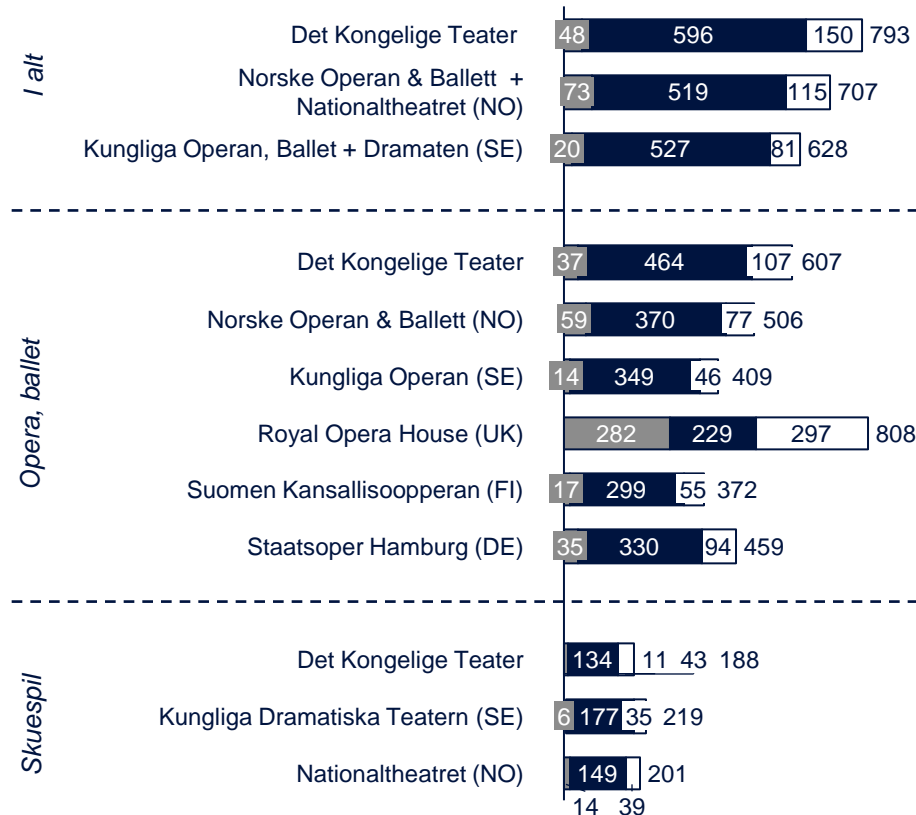 I alt
Det Kongelige Teater 48 596 150 793
Norske Operan & Ballett +
Nationaltheatret (NO) 73 519 115 707
Kungliga Operan, Ballet + Dramaten (SE) 20 527 81 628
Opera, ballet
Det Kongelige Teater 37 464 107 607
Norske Operan & Ballett (NO) 59 370 77 506
Kungliga Operan (SE) 14 349 46 409
Royal Opera House (UK) 282 229 297 808
Suomen Kansallisoopperan (FI) 17 299 55 372
Staatsoper Hamburg (DE) 35 330 94 459
Skuespil
Det Kongelige Teater 134 11 43 188
Kungliga Dramatiska Teatern (SE) 6 177 35 219
Nationaltheatret (NO) 149 201
14 39